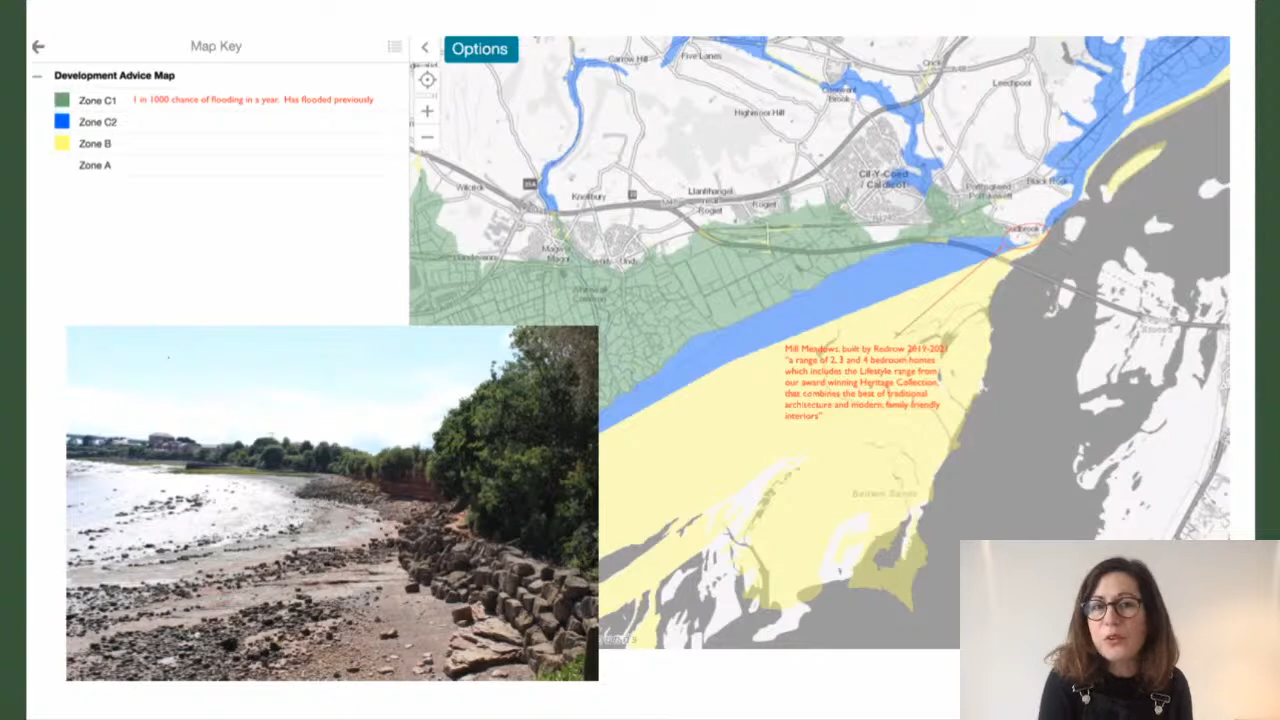 Map Key
Options
Development Advice Map
Zone C1 1 in 1000 chance of flooding in a year. Has flooded previously
Zone C2
Zone B
Zone A
Carrow Hill
Five Lanes
Crick
Leechpool
Highmoor Hill
Cil-Y-Coed
/ Caldicot
Knollbury
Llanfihangel
near
Rogiet
Rogiet
Black Rock
Magor
Undy
Mill Meadows, built by Redrow 2019-2021
"a range of 2, 3 and 4 bedroom homes
which includes the Lifestyle range from
our award winning Heritage Collection,
that combines the best of traditional
architecture and modern, family friendly
interiors"
Bedwin Sands